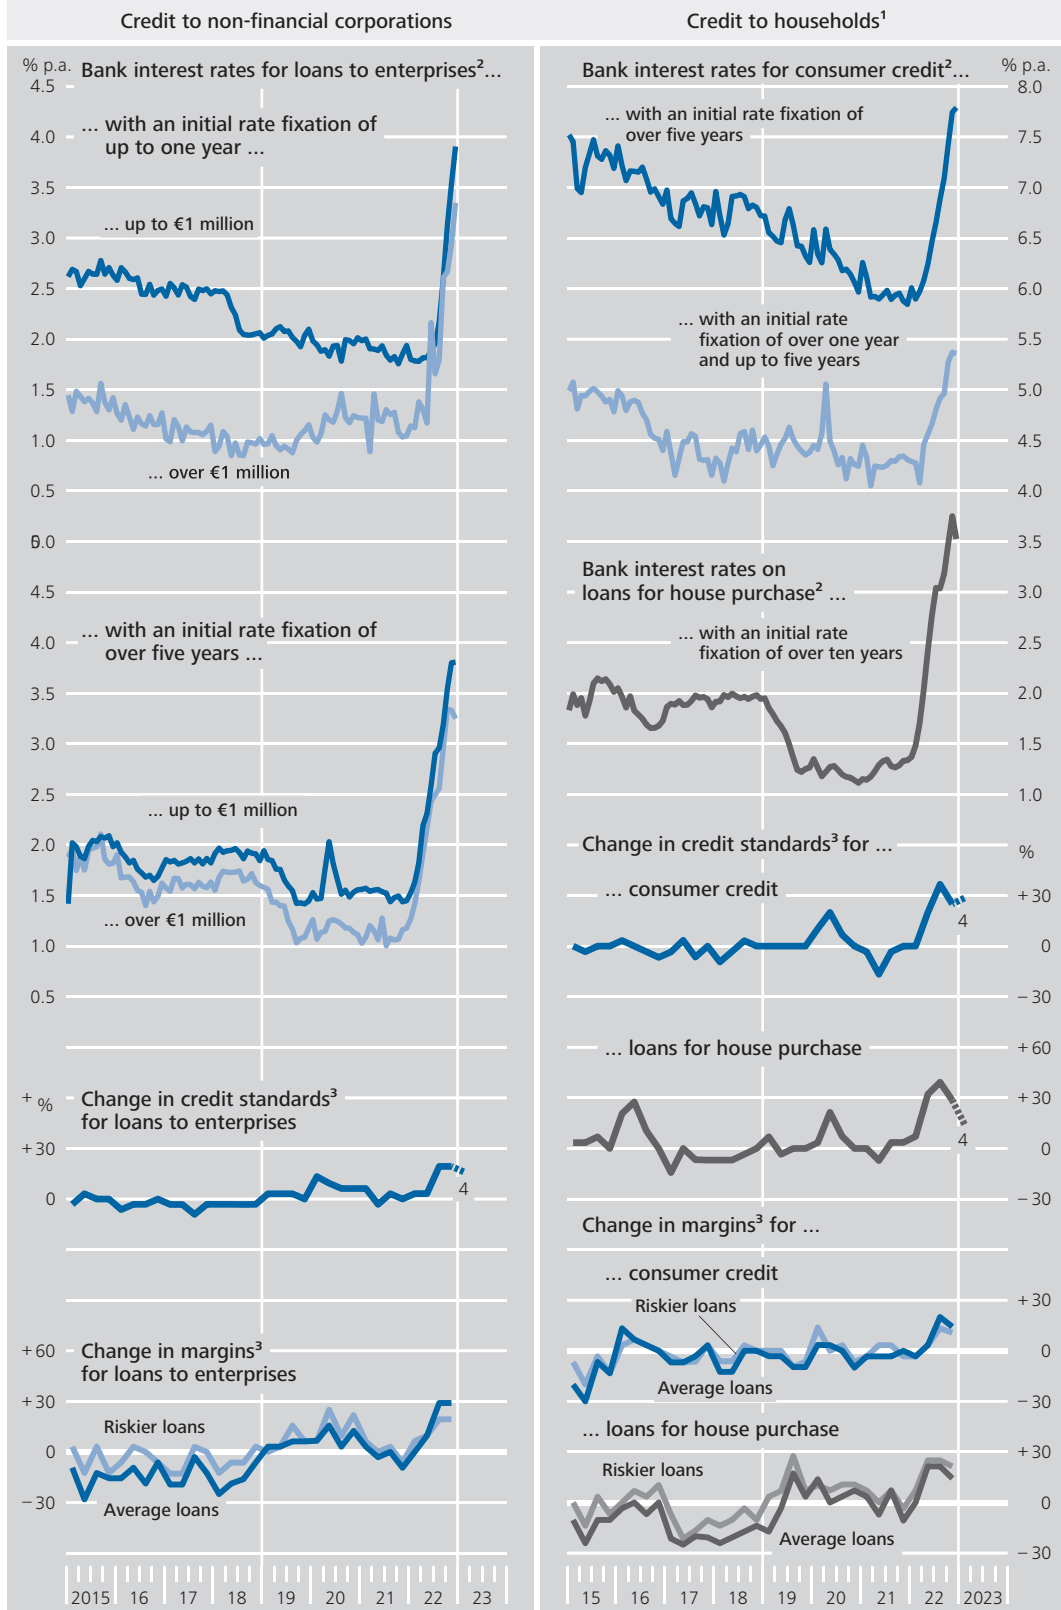 Credit to non-financial corporations
% p.a.
Bank interest rates for loans to enterprises²...
4.5
... with an initial rate fixation of
up to one year ...
4.0
3.5
... up to €1 million
3.0
2.5
2.0
1.5
1.0
... over €1 million
0.5
5.0
4.5
... with an initial rate fixation of
over five years ...
4.0
3.5
3.0
2.5
... up to €1 million
2.0
1.5
... over €1 million
1.0
0.5
+ %
Change in credit standards³
for loans to enterprises
+ 30
0
4
Change in margins³
for loans to enterprises
+ 60
+ 30
Riskier loans
0
− 30
Average loans
2015 16 17 18 19 20 21 22 23
Credit to households¹
Bank interest rates for consumer credit²...
% p.a.
8.0
... with an initial rate fixation of
over five years
7.5
7.0
6.5
6.0
... with an initial rate
fixation of over one year
and up to five years
5.5
5.0
4.5
4.0
3.5
Bank interest rates on
loans for house purchase² ...
3.0
... with an initial rate
fixation of over ten years
2.5
2.0
1.5
1.0
Change in credit standards³ for ...
%
... consumer credit
+ 30
4
0
− 30
... loans for house purchase
+ 60
+ 30
4
0
− 30
Change in margins³ for ...
... consumer credit
Riskier loans
+ 30
0
Average loans
− 30
... loans for house purchase
+ 30
Riskier loans
0
Average loans
− 30
15 16 17 18 19 20 21 22 2023